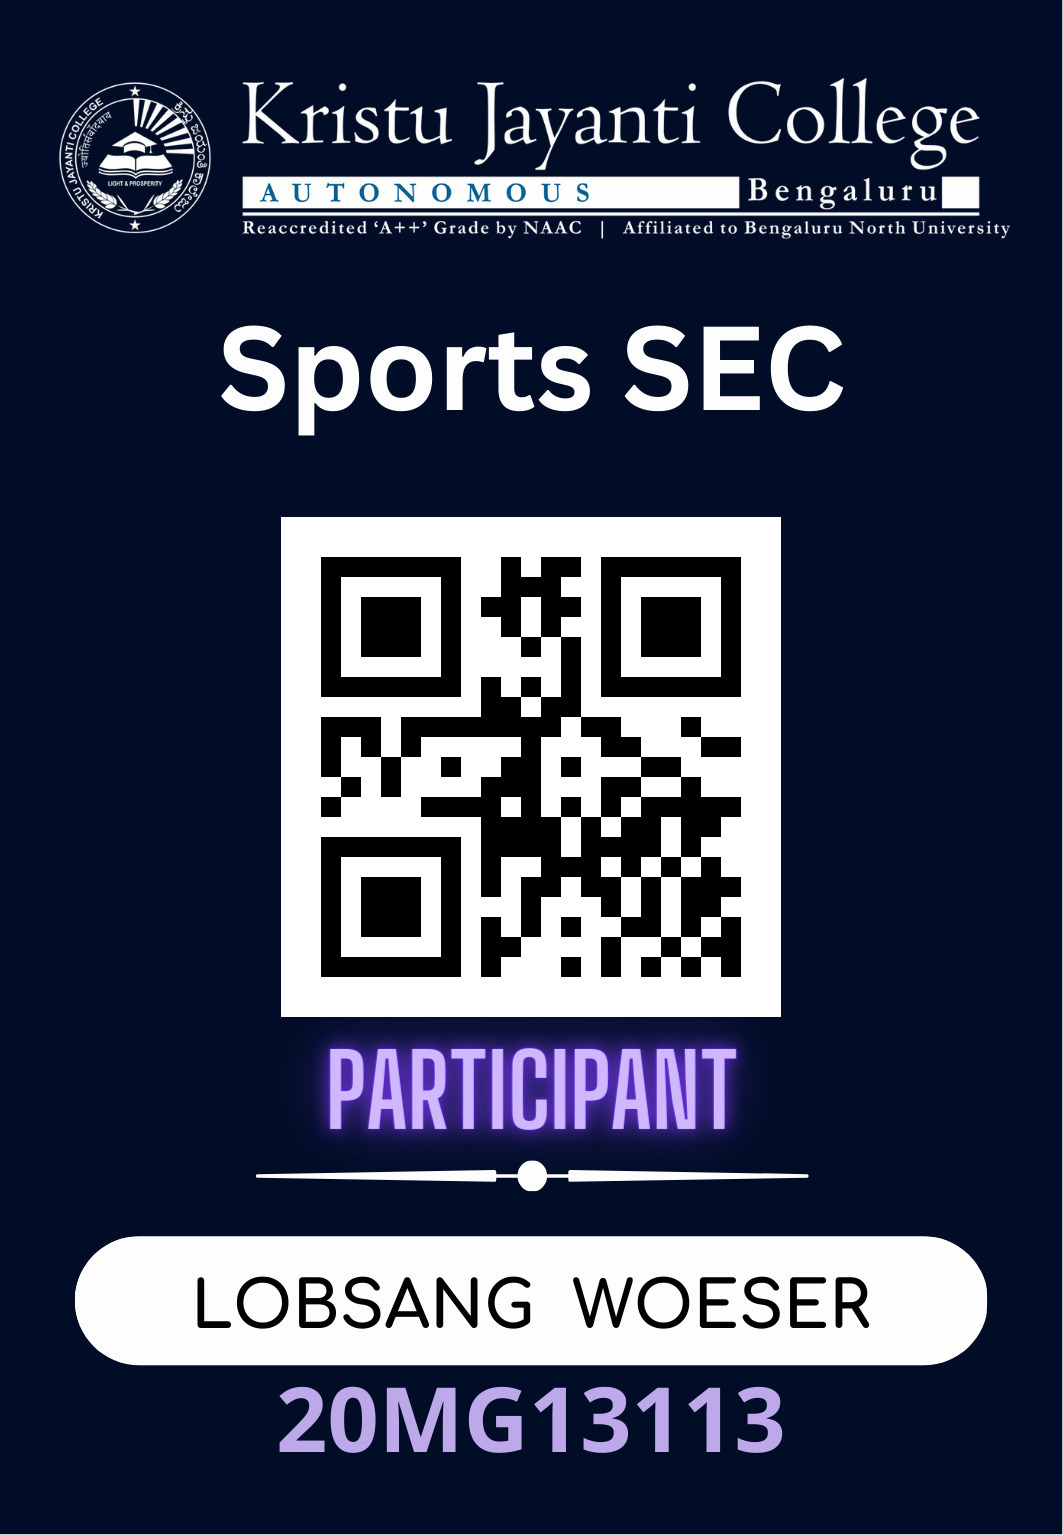 Kristu Jayanti College
AUTONOMOUS Bengaluru
Reaccredited ‘A++’ Grade by NAAC | Affiliated to Bengaluru North University
KRISTU JAYANTI COLLEGE
LIGHT & PROSPERITY
Sports SEC
PARTICIPANT
LOBSANG WOESER
20MG13113